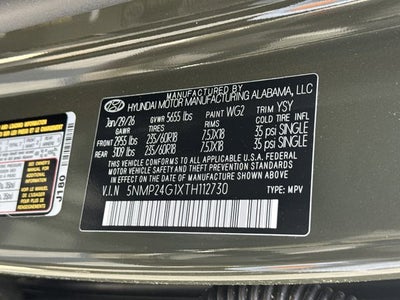 MANUFACTURED BY
HYUNDAI MOTOR MANUFACTURING ALABAMA, LLC
Jan/29/26 GVWR 5655 lbs PAINT WG2 TRIM YSY
GAWR TIRES RIMS COLD TIRE INFL
FRONT 2955 lbs 235/60R18 7.5JX18 35 psi SINGLE
REAR 3109 lbs 235/60R18 7.5JX18 35 psi SINGLE
THIS VEHICLE CONFORMS TO ALL APPLICABLE U.S.A. FEDERAL
MOTOR VEHICLE SAFETY BUMPER AND THEFT PREVENTION
STANDARDS IN EFFECT ON THE DATE OF MANUFACTURE
SHOWN ABOVE.
V.I.N 5NMP24G1XTH112730 TYPE: MPV
J180